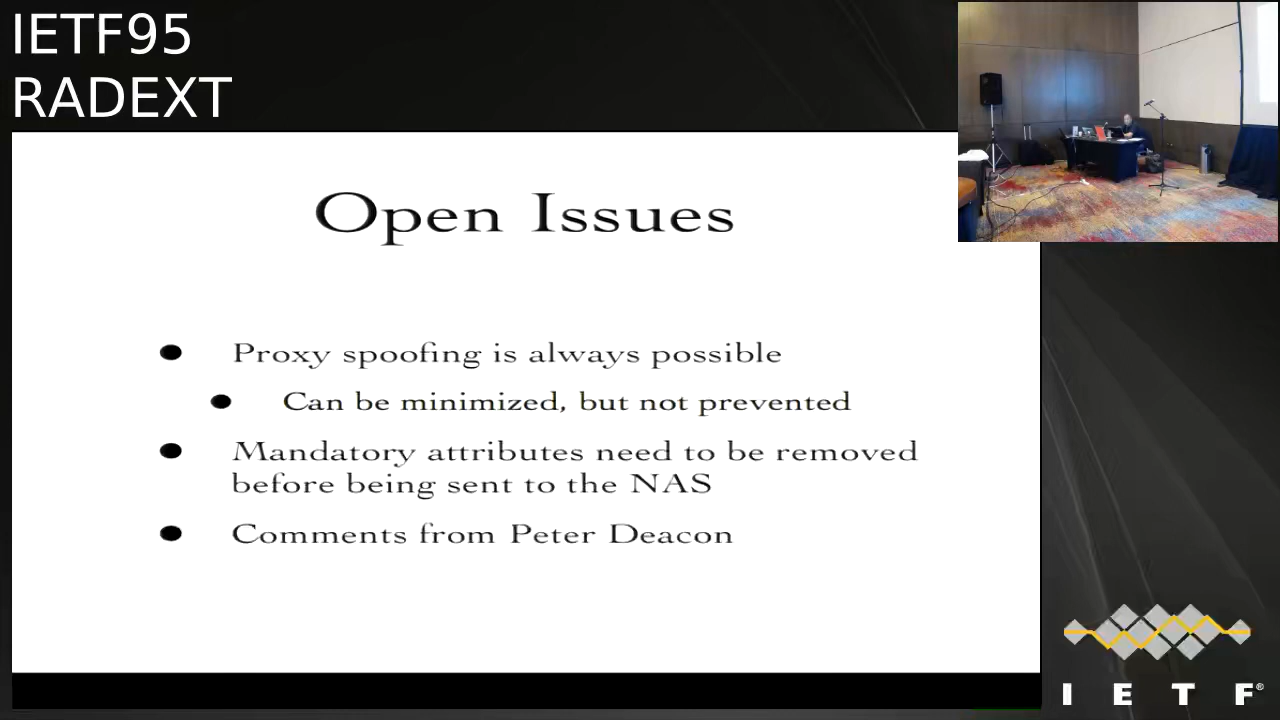 IETF95
RADEXT
Open Issues
Proxy spoofing is always possible
Can be minimized, but not prevented
Mandatory attributes need to be removed
before being sent to the NAS
Comments from Peter Deacon
I E T F®